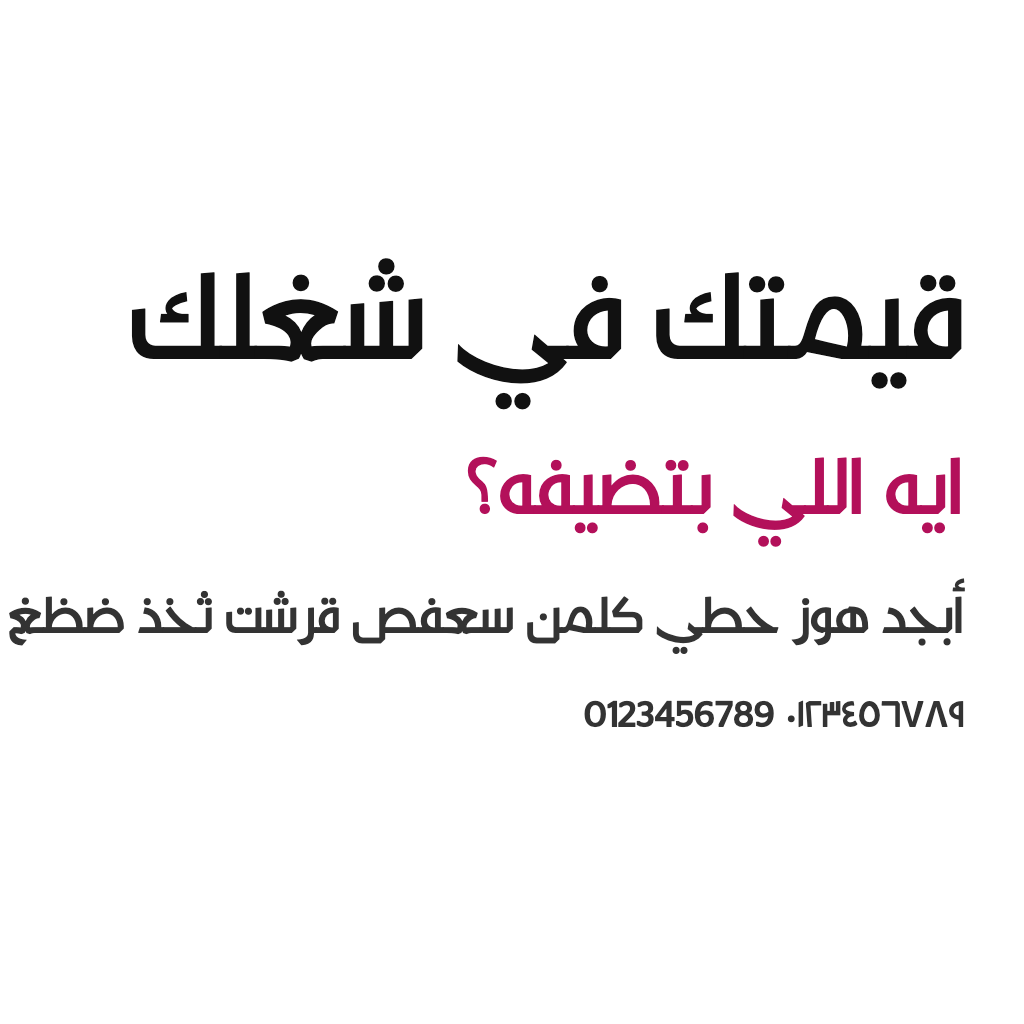 قيمتك في شغلك
ايه اللي بتضيفه؟
أبجد هوز حطي كلمن سعفص قرشت ثخذ ضظغ
٠١٢٣٤٥٦٧٨٩ 0123456789